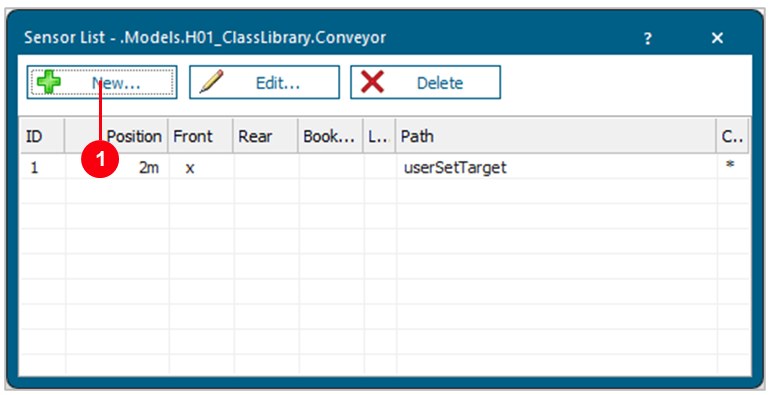 Sensor List - .Models.H01_ClassLibrary.Conveyor ? ×
New... Edit... Delete
ID Position Front Rear Book... L... Path C..
1
1 2m x userSetTarget *